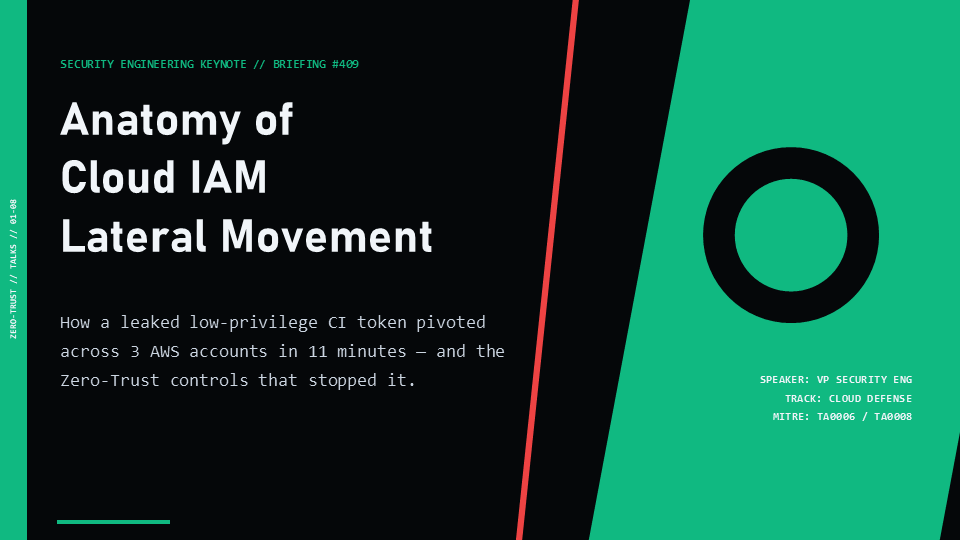 ZERO-TRUST // TALKS // 01-08
SECURITY ENGINEERING KEYNOTE // BRIEFING #409
Anatomy of
Cloud IAM
Lateral Movement
How a leaked low-privilege CI token pivoted
across 3 AWS accounts in 11 minutes — and the
Zero-Trust controls that stopped it.
SPEAKER: VP SECURITY ENG
TRACK: CLOUD DEFENSE
MITRE: TA0006 / TA0008